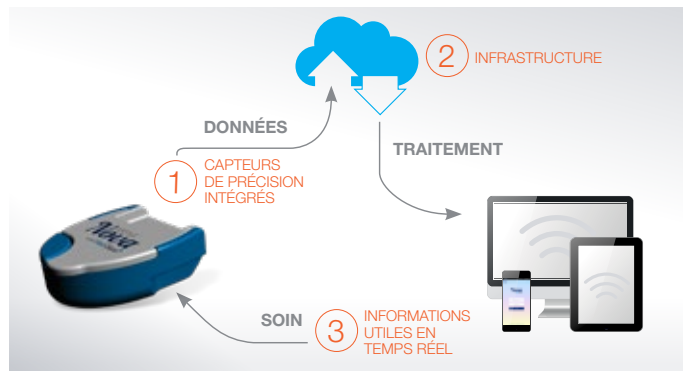 2 INFRASTRUCTURE
DONNÉES
TRAITEMENT
1 CAPTEURS
DE PRÉCISION
INTÉGRÉS
SOIN
3 INFORMATIONS
UTILES EN
TEMPS RÉEL